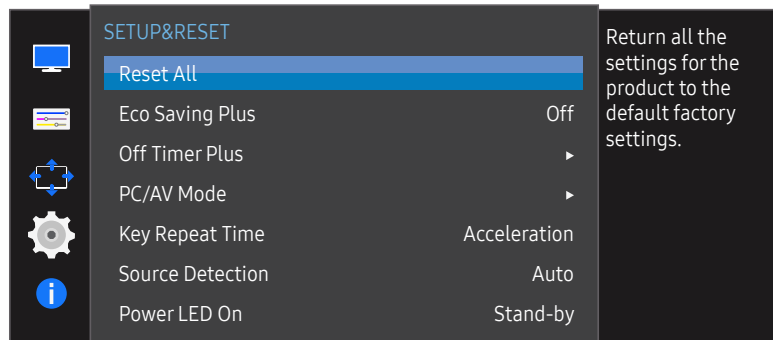 SETUP&RESET
Reset All
Eco Saving Plus Off
Off Timer Plus ▸
PC/AV Mode ▸
Key Repeat Time Acceleration
Source Detection Auto
Power LED On Stand-by
Return all the
settings for the
product to the
default factory
settings.
i